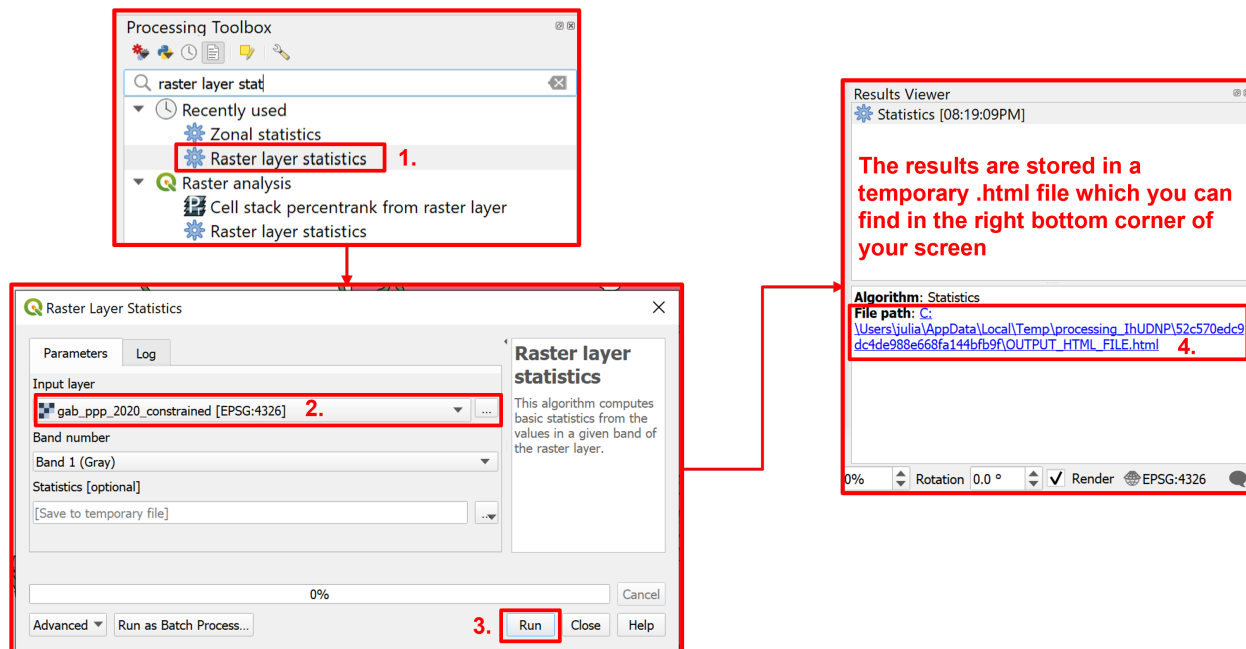 Processing Toolbox
raster layer stat
Recently used
Zonal statistics
Raster layer statistics
1.
Raster analysis
Cell stack percentrank from raster layer
Raster layer statistics
Raster Layer Statistics
Parameters
Log
Input layer
gab_ppp_2020_constrained [EPSG:4326]
2.
...
Band number
Band 1 (Gray)
Statistics [optional]
[Save to temporary file]
...
Raster layer
statistics
This algorithm computes
basic statistics from the
values in a given band of
the raster layer.
0%
Cancel
Advanced
Run as Batch Process...
3.
Run
Close
Help
Results Viewer
Statistics [08:19:09PM]
The results are stored in a
temporary .html file which you can
find in the right bottom corner of
your screen
Algorithm: Statistics
File path: C:
\Users\julia\AppData\Local\Temp\processing_IhUDNP\52c570edc9
dc4de988e668fa144bfb9f\OUTPUT_HTML_FILE.html
4.
0%
Rotation
0.0 °
Render
EPSG:4326